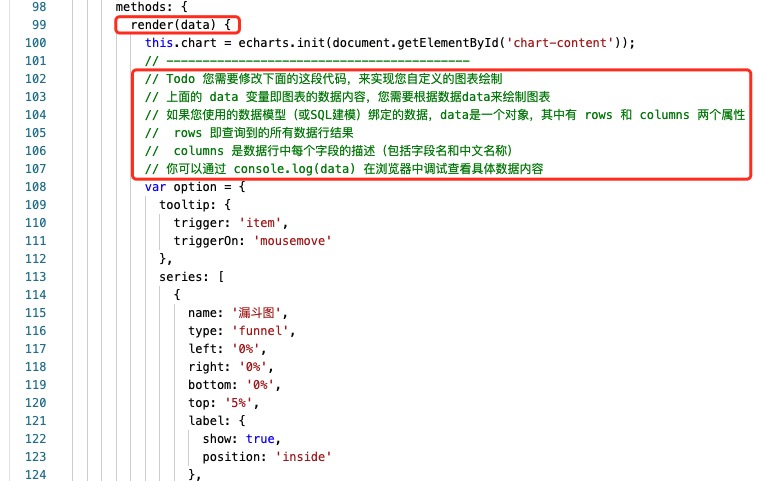 98 methods: {
99 render(data) {
100 this.chart = echarts.init(document.getElementById('chart-content'));
101 // ------------------------------------------
102 // Todo 您需要修改下面的这段代码，来实现您自定义的图表绘制
103 // 上面的 data 变量即图表的数据内容，您需要根据数据data来绘制图表
104 // 如果您使用的数据模型（或SQL建模）绑定的数据，data是一个对象，其中有 rows 和 columns 两个属性
105 //  rows 即查询到的所有数据行结果
106 //  columns 是数据行中每个字段的描述（包括字段名和中文名称）
107 // 你可以通过 console.log(data) 在浏览器中调试查看具体数据内容
108 var option = {
109 tooltip: {
110 trigger: 'item',
111 triggerOn: 'mousemove'
112 },
113 series: [
114 {
115 name: '漏斗图',
116 type: 'funnel',
117 left: '0%',
118 right: '0%',
119 bottom: '0%',
120 top: '5%',
121 label: {
122 show: true,
123 position: 'inside'
124 },